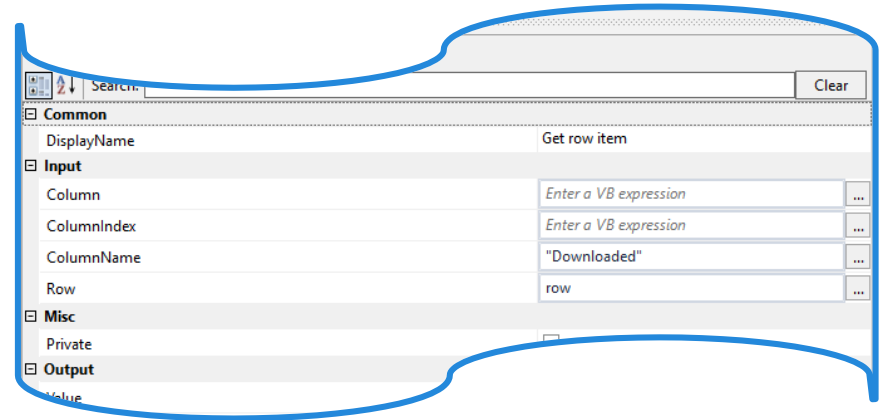 Search: Clear
Common
DisplayName Get row item
Input
Column Enter a VB expression ...
ColumnIndex Enter a VB expression ...
ColumnName "Downloaded" ...
Row row ...
Misc
Private
Output
Value